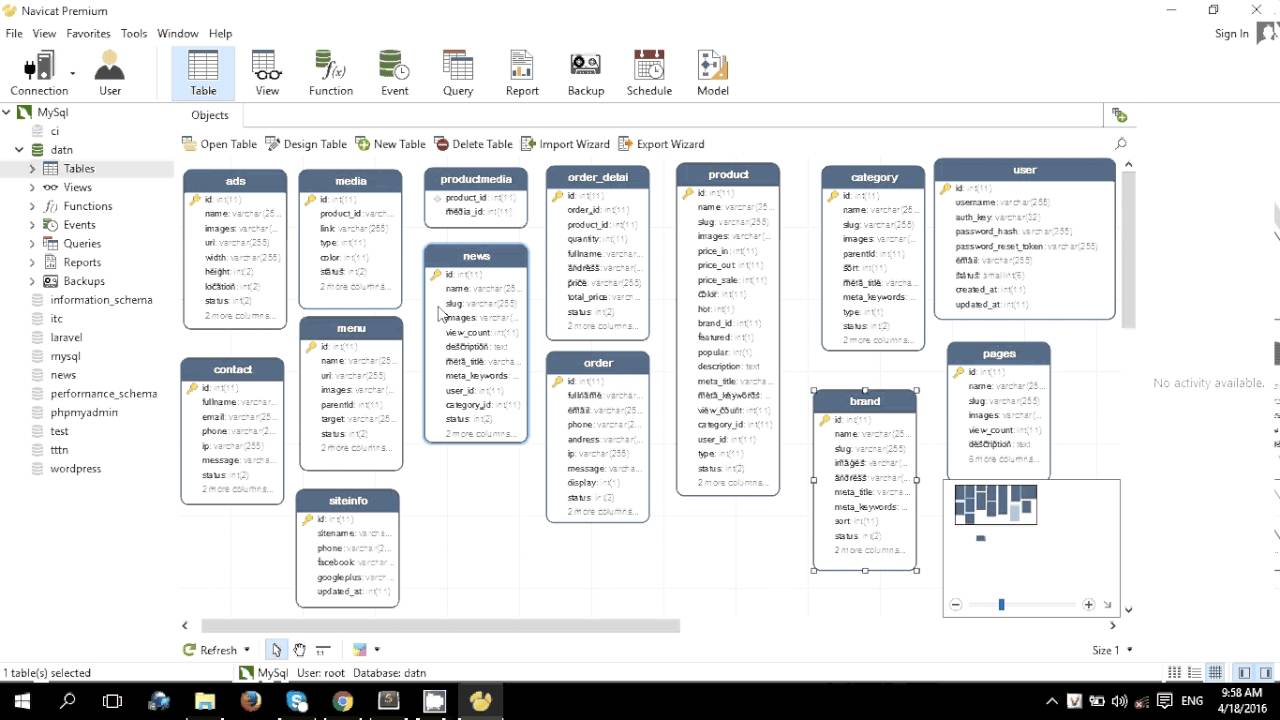 Navicat Premium
File View Favorites Tools Window Help
Sign In
Connection User Table View Function Event Query Report Backup Schedule Model
MySql
ci
datn
Tables
Views
Functions
Events
Queries
Reports
Backups
information_schema
itc
laravel
mysql
news
performance_schema
phpmyadmin
test
tttn
wordpress
Objects
Open Table Design Table New Table Delete Table Import Wizard Export Wizard
ads
id: int(11)
name: varchar(25...
images: varchar(...
url: varchar(255)
width: varchar(255)
height: int(2)
location: int(2)
status: int(2)
2 more columns...
media
id: int(11)
product_id: varch...
link: varchar(255)
type: int(11)
color: int(11)
status: int(2)
2 more columns...
productmedia
product_id: int(11)
media_id: int(11)
order_detai
id: int(11)
order_id: int(11)
product_id: int(11)
quantity: int(11)
fullname: varchar...
address: varchar(...
price: varchar(255)
total_price: varch...
status: int(2)
2 more columns...
product
id: int(11)
name: varchar(25...
slug: varchar(255)
images: varchar(...
price_in: int(11)
price_out: int(11)
price_sale: int(11)
color: int(11)
hot: int(11)
brand_id: int(11)
featured: int(11)
popular: int(11)
description: text
meta_title: varcha...
meta_keywords: ...
view_count: int(11)
category_id: int(11)
user_id: int(11)
type: int(11)
status: int(2)
2 more columns...
category
id: int(11)
name: varchar(25...
slug: varchar(255)
images: varchar(...
parentId: int(11)
sort: int(11)
meta_title: varcha...
meta_keywords: ...
type: int(1)
status: int(2)
2 more columns...
user
id: int(11)
username: varchar(255)
auth_key: varchar(32)
password_hash: varchar(255)
password_reset_token: varchar(255)
email: varchar(255)
status: smallint(6)
created_at: int(11)
updated_at: int(11)
news
id: int(11)
name: varchar(25...
slug: varchar(255)
images: varchar(...
view_count: int(11)
description: text
meta_title: varcha...
meta_keywords: ...
user_id: int(11)
category_id: int(11)
status: int(2)
2 more columns...
menu
id: int(11)
name: varchar(25...
url: varchar(255)
images: varchar(...
parentId: int(11)
target: varchar(25...
status: int(2)
2 more columns...
contact
id: int(11)
fullname: varchar...
email: varchar(25...
phone: varchar(2...
ip: varchar(255)
message: varcha...
status: int(2)
2 more columns...
order
id: int(11)
fullname: varchar...
email: varchar(25...
phone: varchar(2...
andress: varchar(...
ip: varchar(255)
message: varcha...
display: int(1)
status: int(2)
2 more columns...
pages
id: int(11)
name: varchar(25...
slug: varchar(255)
images: varchar(...
view_count: int(11)
description: text
6 more columns...
brand
id: int(11)
name: varchar(25...
slug: varchar(255)
images: varchar(...
address: varchar(...
meta_title: varcha...
meta_keywords: ...
sort: int(11)
status: int(2)
2 more columns...
siteinfo
id: int(11)
sitename: varcha...
phone: varchar(2...
facebook: varchar...
googleplus: varch...
updated_at: int(11)
No activity available.
Refresh
Size 1
1 table(s) selected
MySql User: root Database: datn
ENG
9:58 AM
4/18/2016